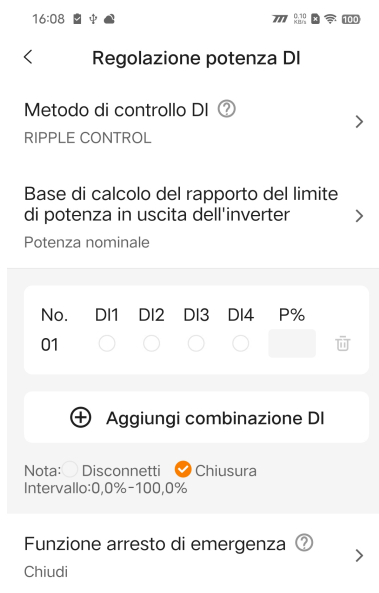 16:08 0,10 KB/s 100
Regolazione potenza DI
Metodo di controllo DI
RIPPLE CONTROL
Base di calcolo del rapporto del limite
di potenza in uscita dell'inverter
Potenza nominale
No. DI1 DI2 DI3 DI4 P%
01
Aggiungi combinazione DI
Nota: Disconnetti Chiusura
Intervallo:0,0%~100,0%
Funzione arresto di emergenza
Chiudi